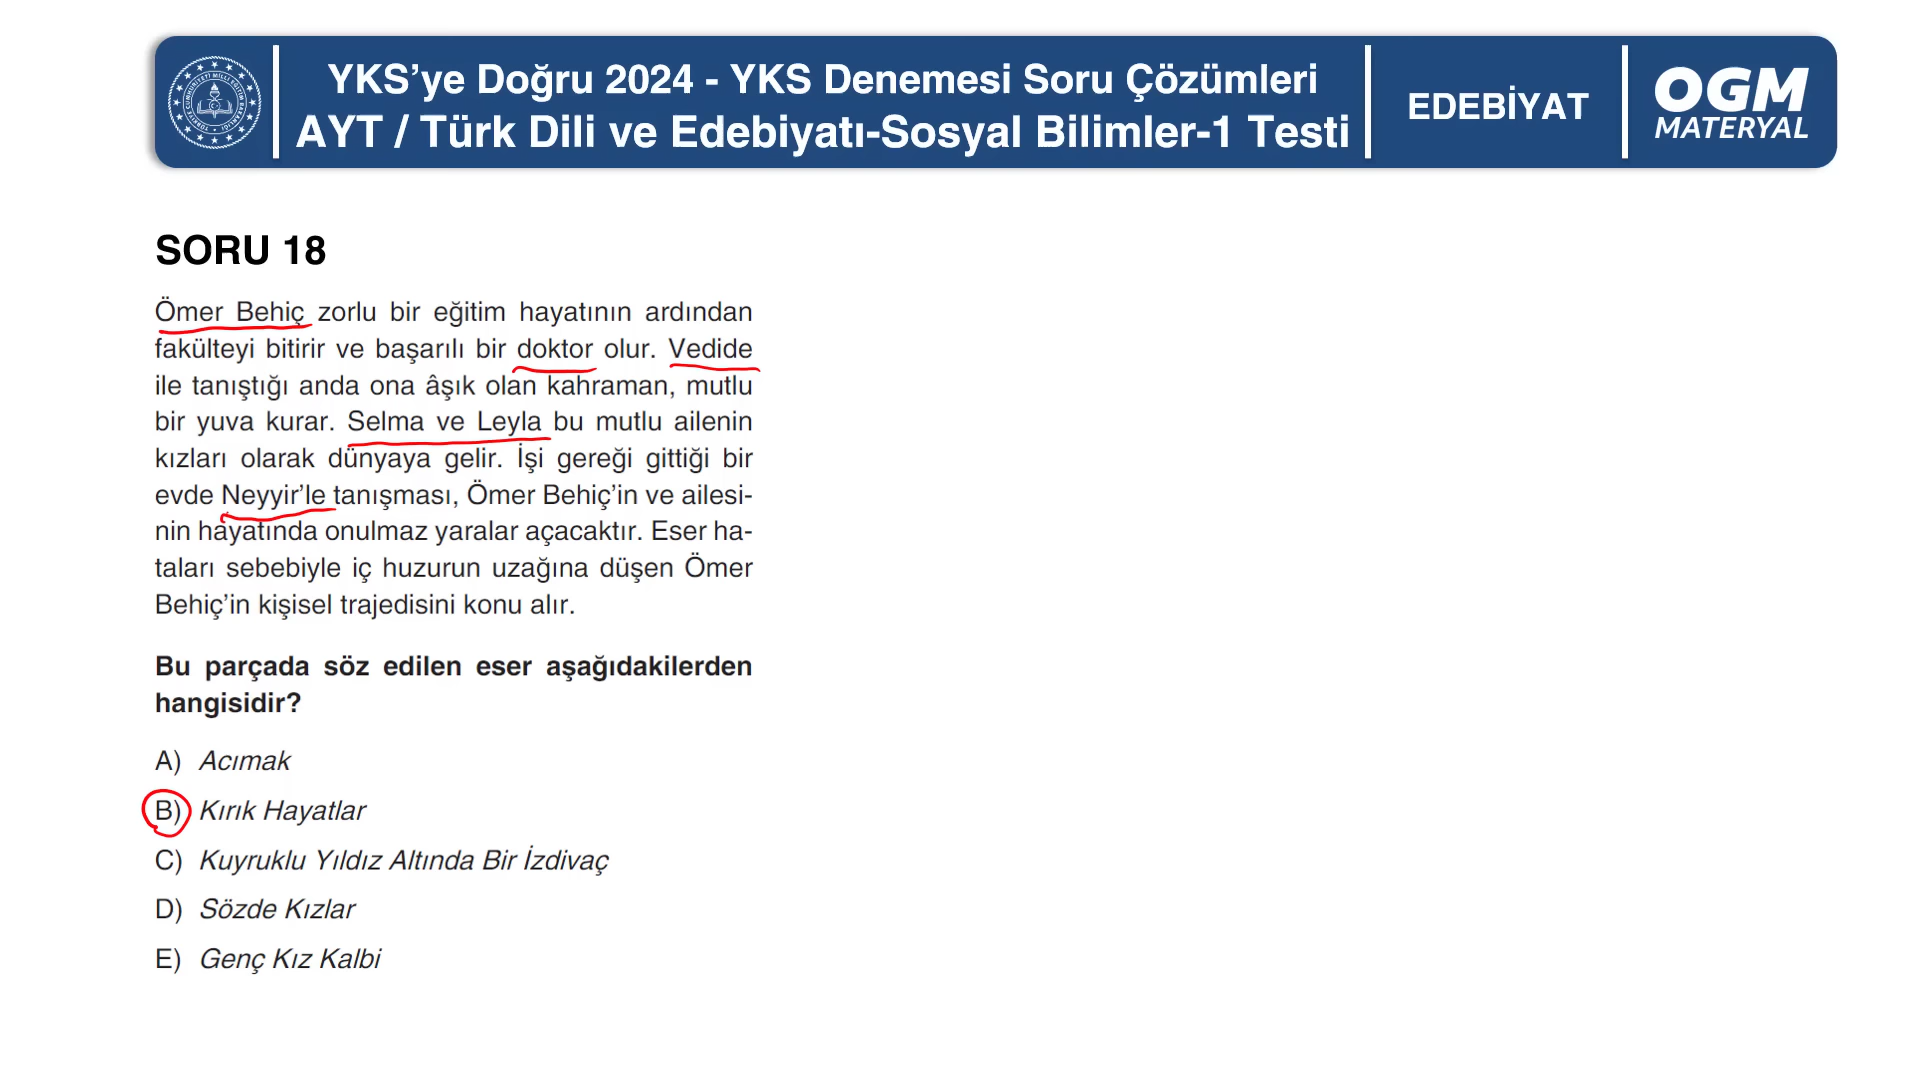 YKS'ye Doğru 2024 - YKS Denemesi Soru Çözümleri
AYT / Türk Dili ve Edebiyatı-Sosyal Bilimler-1 Testi
EDEBİYAT
OGM
MATERYAL
SORU 18
Ömer Behiç zorlu bir eğitim hayatının ardından
fakülteyi bitirir ve başarılı bir doktor olur. Vedide
ile tanıştığı anda ona âşık olan kahraman, mutlu
bir yuva kurar. Selma ve Leyla bu mutlu ailenin
kızları olarak dünyaya gelir. İşi gereği gittiği bir
evde Neyyir'le tanışması, Ömer Behiç'in ve ailesi-
nin hayatında onulmaz yaralar açacaktır. Eser ha-
taları sebebiyle iç huzurun uzağına düşen Ömer
Behiç'in kişisel trajedisini konu alır.
Bu parçada söz edilen eser aşağıdakilerden
hangisidir?
A) Acımak
B) Kırık Hayatlar
C) Kuyruklu Yıldız Altında Bir İzdivaç
D) Sözde Kızlar
E) Genç Kız Kalbi